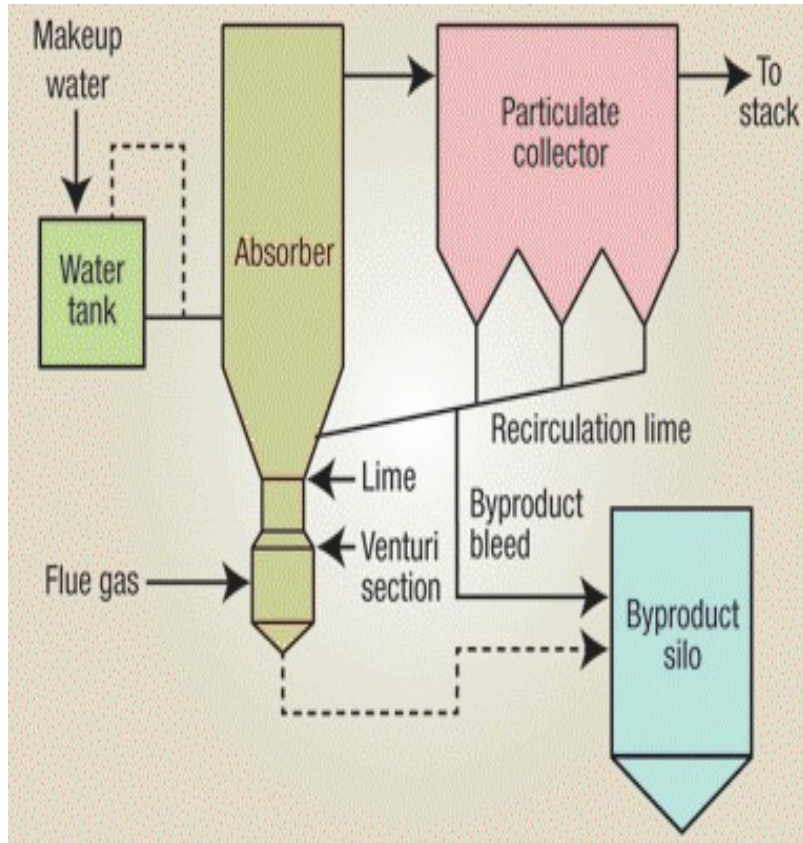 Makeup
water
To
stack
Particulate
collector
Absorber
Water
tank
Recirculation lime
Lime
Byproduct
bleed
Venturi
section
Flue gas
Byproduct
silo